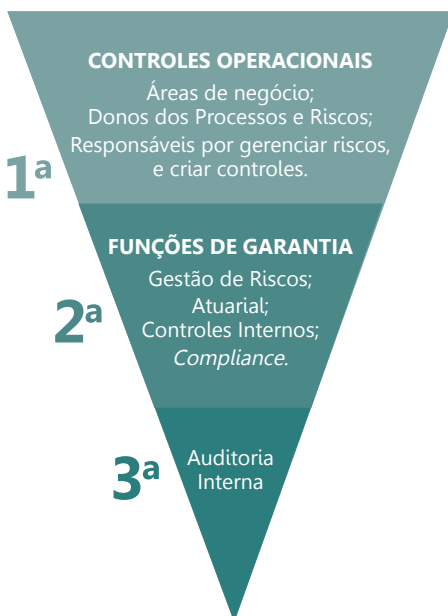 CONTROLES OPERACIONAIS
Áreas de negócio;
Donos dos Processos e Riscos;
Responsáveis por gerenciar riscos,
e criar controles.
1ª
FUNÇÕES DE GARANTIA
Gestão de Riscos;
Atuarial;
Controles Internos;
Compliance.
2ª
Auditoria
Interna
3ª